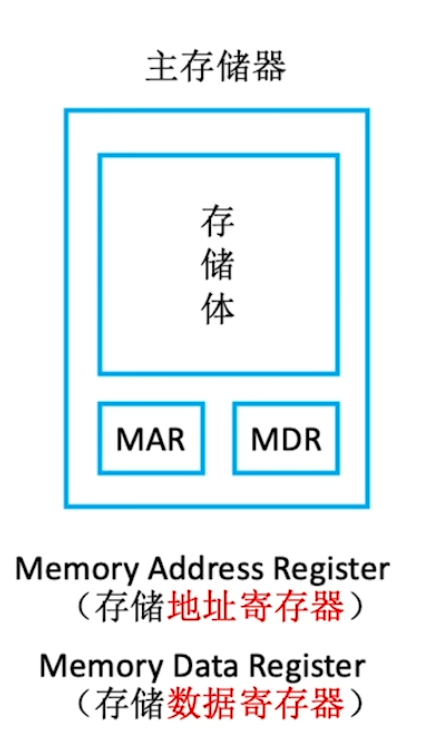 主存储器
存
储
体
MAR MDR
Memory Address Register
（存储地址寄存器）
Memory Data Register
（存储数据寄存器）